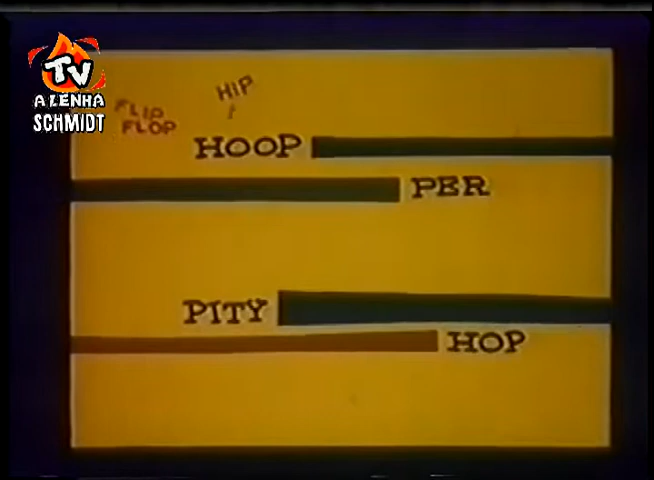 TV
A LENHA
SCHMIDT
HIP
FLIP
FLOP
HOOP
PER
PITY
HOP